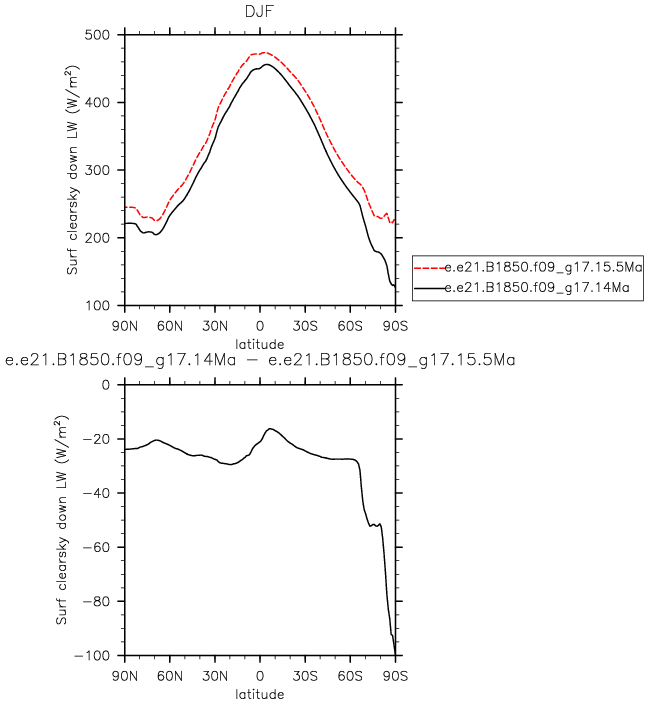 DJF
500
400
300
200
100
Surf clearsky down LW (W/m²)
90N 60N 30N 0 30S 60S 90S
latitude
e.e21.B1850.f09_g17.15.5Ma
e.e21.B1850.f09_g17.14Ma
e.e21.B1850.f09_g17.14Ma − e.e21.B1850.f09_g17.15.5Ma
0
−20
−40
−60
−80
−100
Surf clearsky down LW (W/m²)
90N 60N 30N 0 30S 60S 90S
latitude